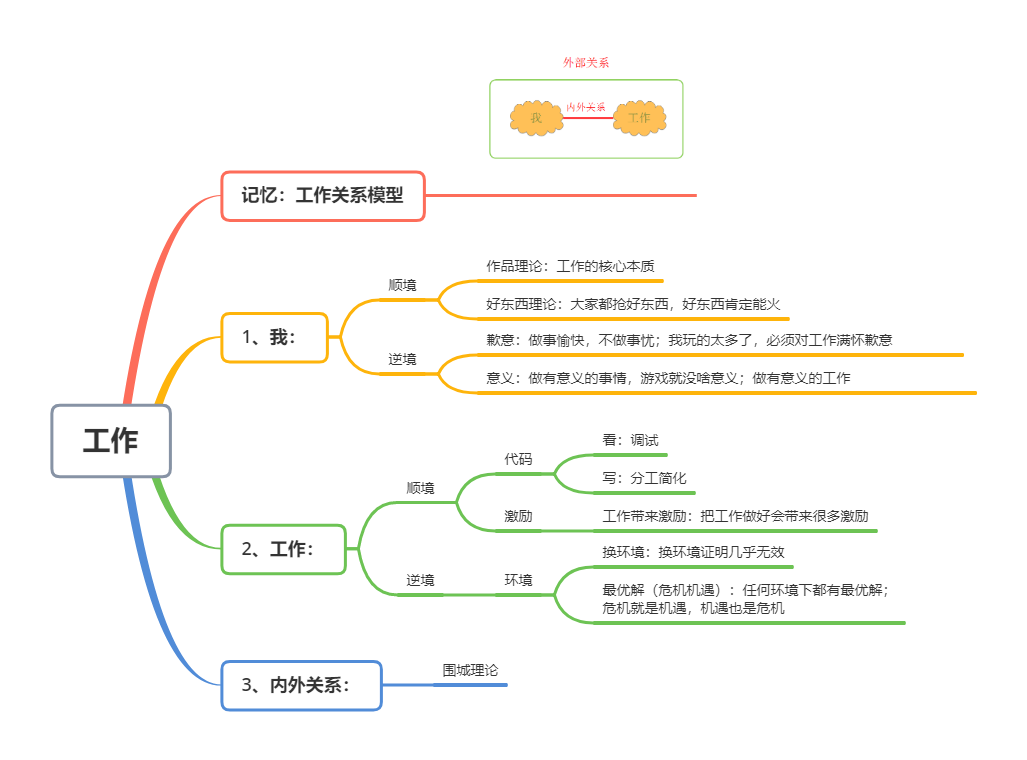 外部关系
内外关系
我
工作
记忆：工作关系模型
作品理论：工作的核心本质
顺境
好东西理论：大家都抢好东西，好东西肯定能火
1、我：
歉意：做事愉快，不做事忧；我玩的太多了，必须对工作满怀歉意
逆境
意义：做有意义的事情，游戏就没啥意义；做有意义的工作
工作
看：调试
代码
写：分工简化
顺境
激励
工作带来激励：把工作做好会带来很多激励
2、工作：
换环境：换环境证明几乎无效
逆境
环境
最优解（危机机遇）：任何环境下都有最优解；
危机就是机遇，机遇也是危机
3、内外关系：
围城理论